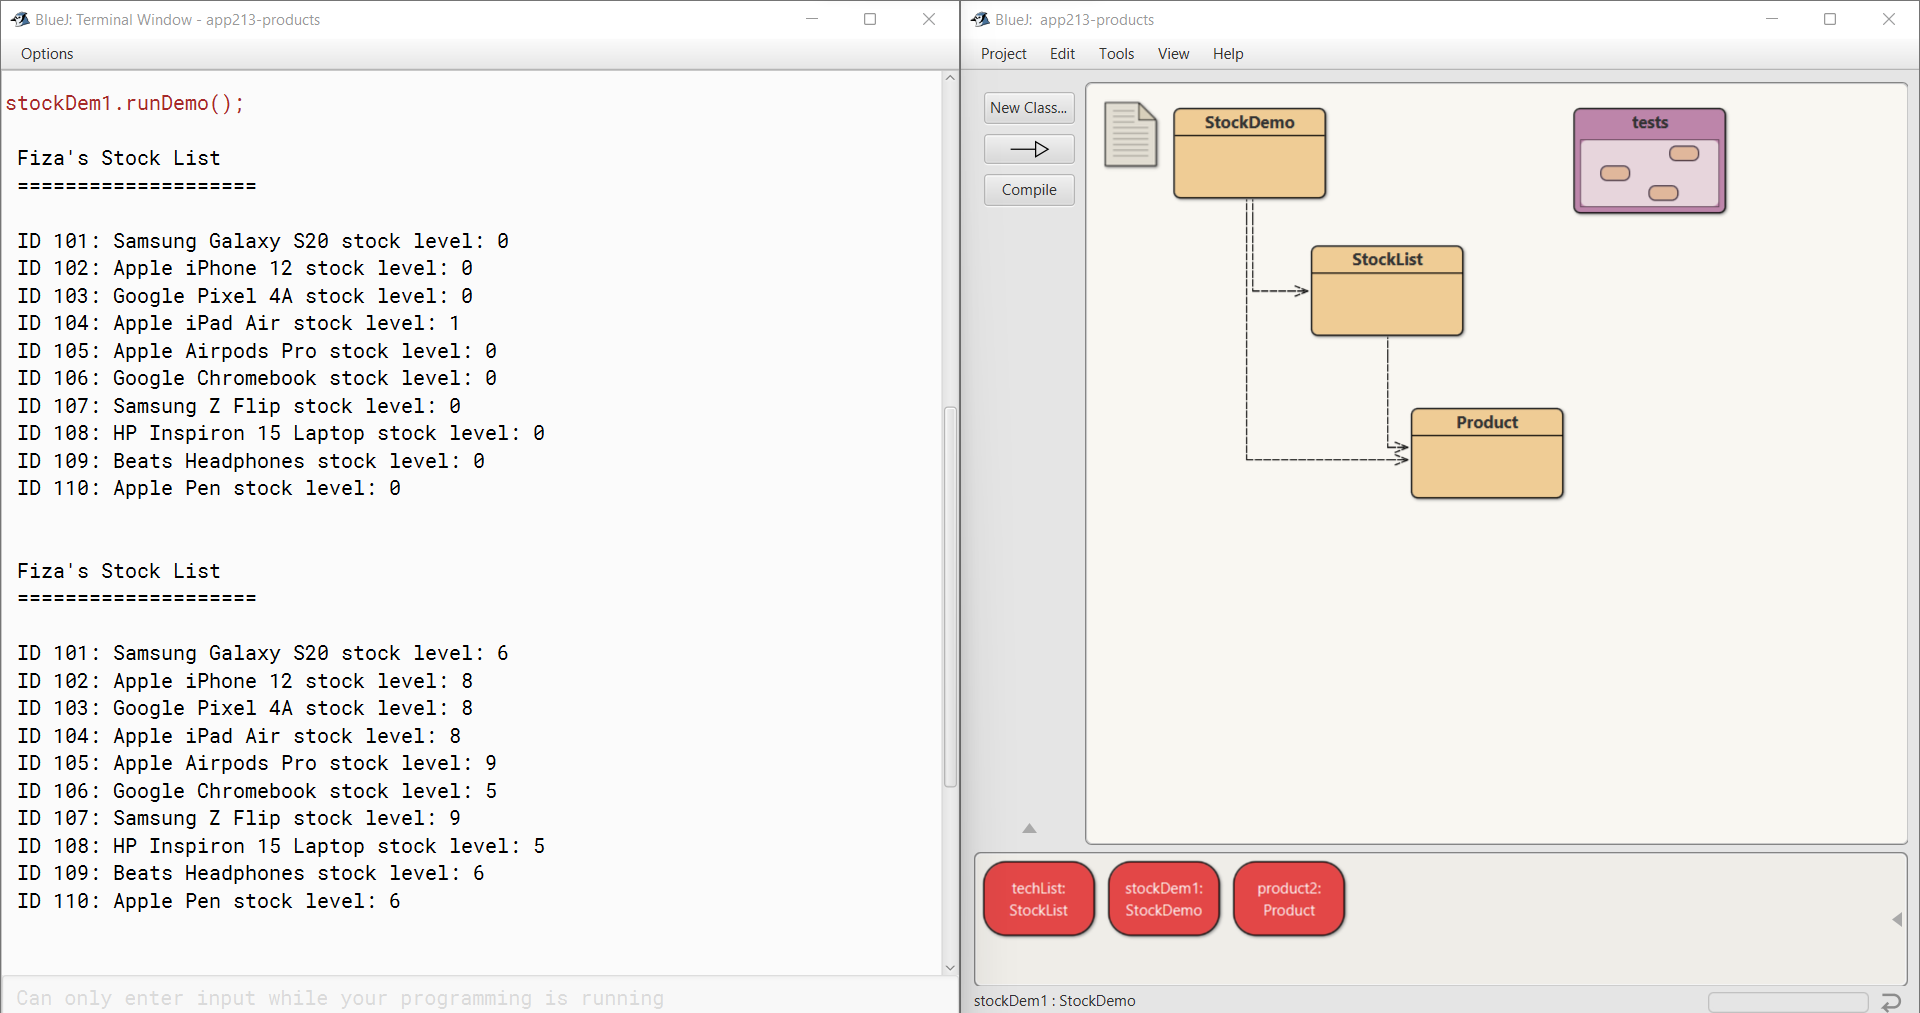 BlueJ: Terminal Window - app213-products
Options
stockDem1.runDemo();
Fiza's Stock List
====================
ID 101: Samsung Galaxy S20 stock level: 0
ID 102: Apple iPhone 12 stock level: 0
ID 103: Google Pixel 4A stock level: 0
ID 104: Apple iPad Air stock level: 1
ID 105: Apple Airpods Pro stock level: 0
ID 106: Google Chromebook stock level: 0
ID 107: Samsung Z Flip stock level: 0
ID 108: HP Inspiron 15 Laptop stock level: 0
ID 109: Beats Headphones stock level: 0
ID 110: Apple Pen stock level: 0
Fiza's Stock List
====================
ID 101: Samsung Galaxy S20 stock level: 6
ID 102: Apple iPhone 12 stock level: 8
ID 103: Google Pixel 4A stock level: 8
ID 104: Apple iPad Air stock level: 8
ID 105: Apple Airpods Pro stock level: 9
ID 106: Google Chromebook stock level: 5
ID 107: Samsung Z Flip stock level: 9
ID 108: HP Inspiron 15 Laptop stock level: 5
ID 109: Beats Headphones stock level: 6
ID 110: Apple Pen stock level: 6
Can only enter input while your programming is running
BlueJ: app213-products
Project Edit Tools View Help
New Class...
Compile
StockDemo
tests
StockList
Product
techList:
StockList
stockDem1:
StockDemo
product2:
Product
stockDem1 : StockDemo